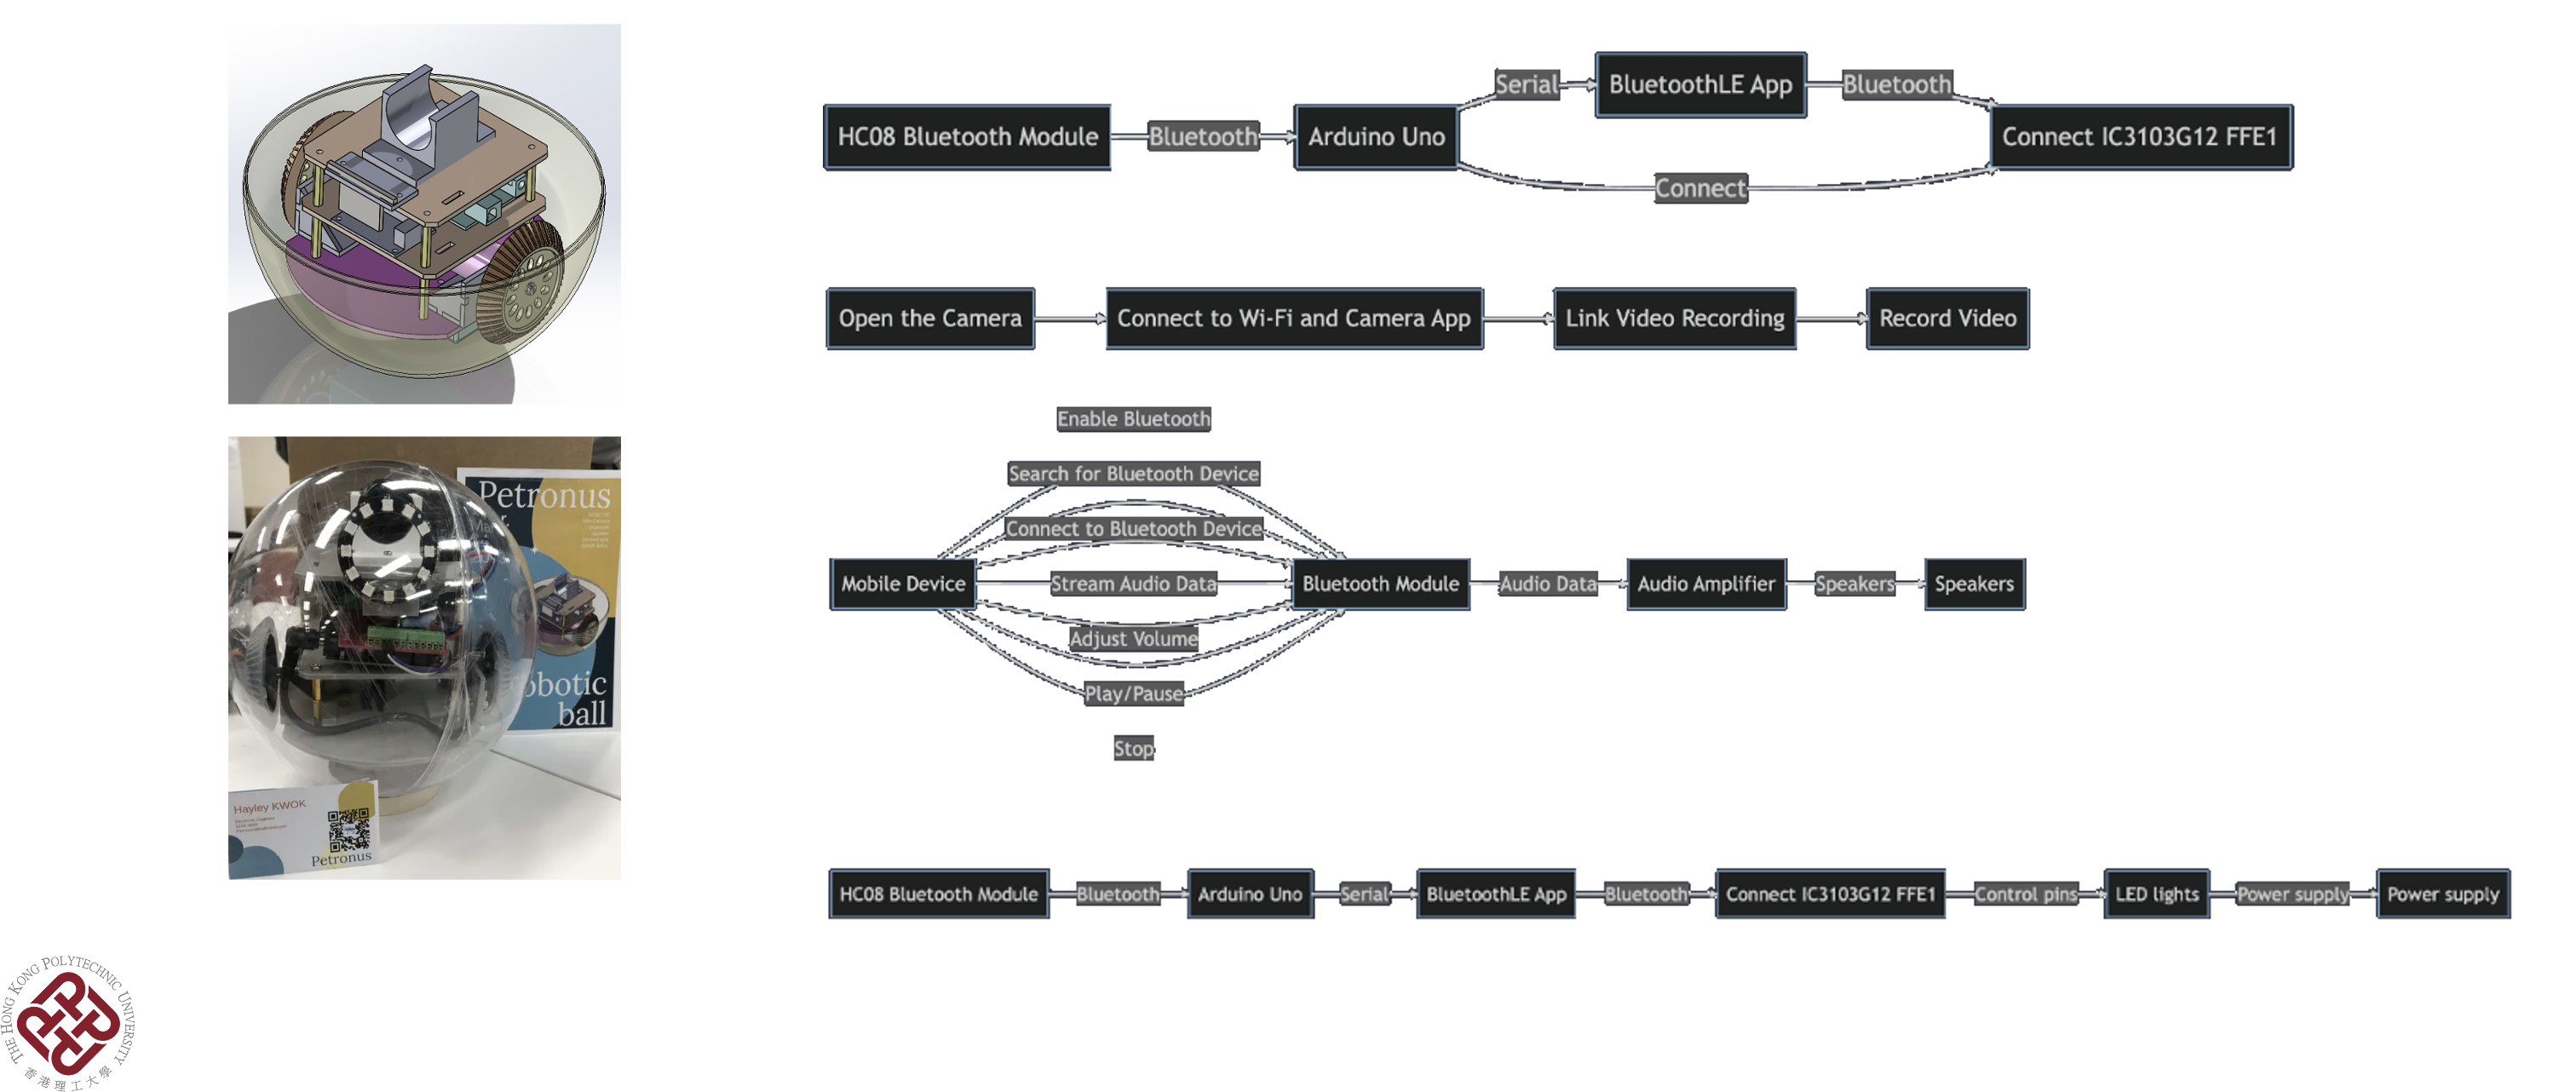 HC08 Bluetooth Module
Bluetooth
Arduino Uno
Serial
BluetoothLE App
Bluetooth
Connect IC3103G12 FFE1
Connect
Open the Camera
Connect to Wi-Fi and Camera App
Link Video Recording
Record Video
Enable Bluetooth
Search for Bluetooth Device
Connect to Bluetooth Device
Mobile Device
Stream Audio Data
Bluetooth Module
Audio Data
Audio Amplifier
Speakers
Speakers
Adjust Volume
Play/Pause
Stop
HC08 Bluetooth Module
Bluetooth
Arduino Uno
Serial
BluetoothLE App
Bluetooth
Connect IC3103G12 FFE1
Control pins
LED lights
Power supply
Power supply
Petronus
obotic
ball
Hayley KWOK
Petronus
THE HONG KONG POLYTECHNIC UNIVERSITY
香港理工大學